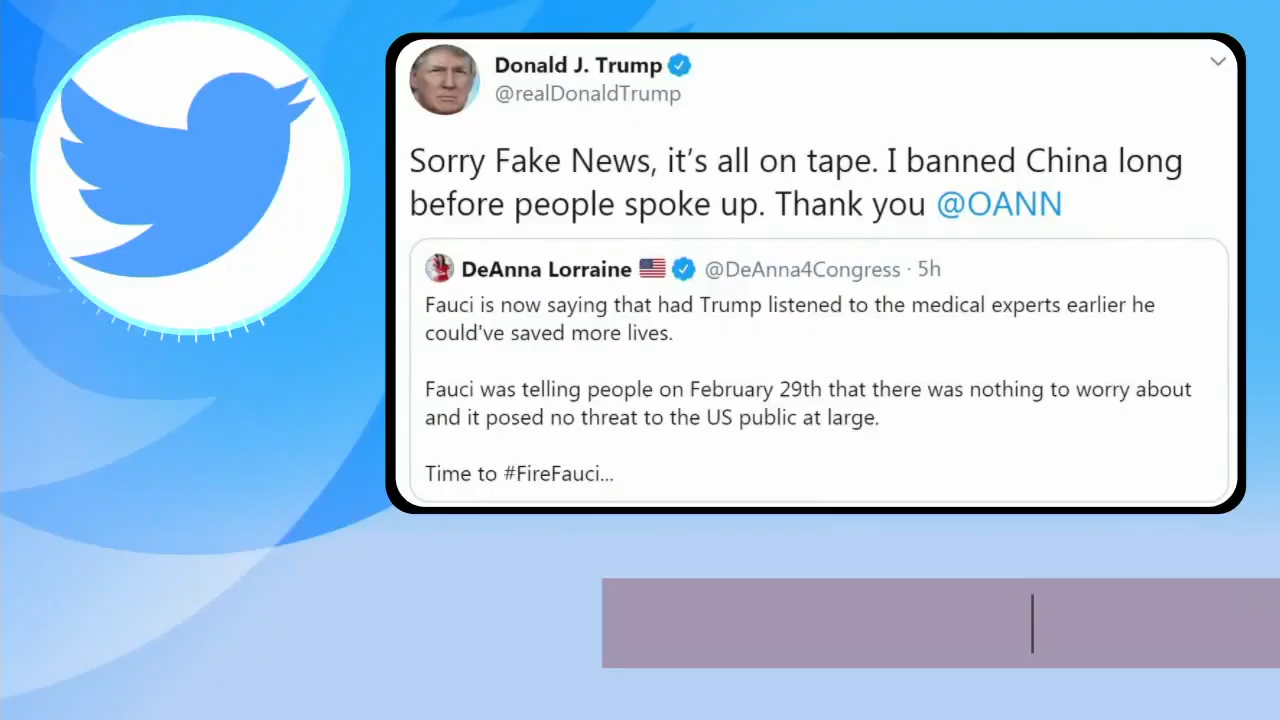 Donald J. Trump
@realDonaldTrump
Sorry Fake News, it’s all on tape. I banned China long
before people spoke up. Thank you @OANN
DeAnna Lorraine 🇺🇸 @DeAnna4Congress · 5h
Fauci is now saying that had Trump listened to the medical experts earlier he
could've saved more lives.
Fauci was telling people on February 29th that there was nothing to worry about
and it posed no threat to the US public at large.
Time to #FireFauci...